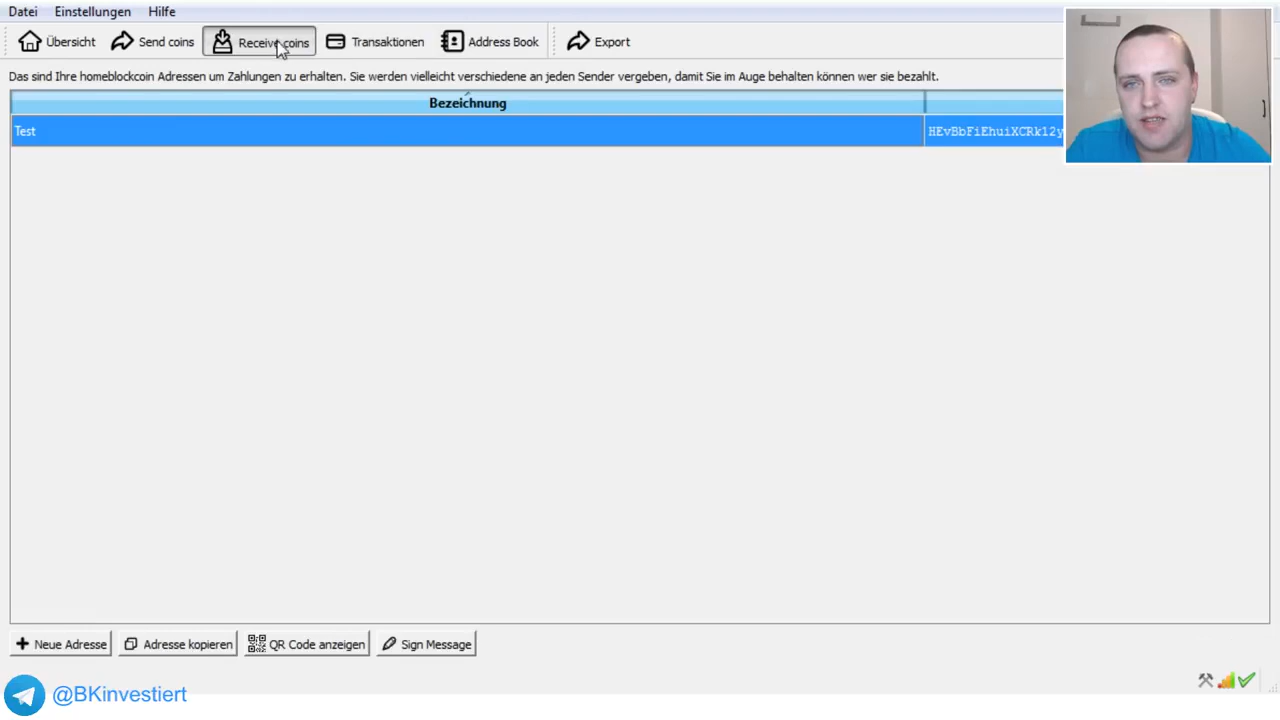 Datei Einstellungen Hilfe
Übersicht Send coins Receive coins Transaktionen Address Book Export
Das sind Ihre homeblockcoin Adressen um Zahlungen zu erhalten. Sie werden vielleicht verschiedene an jeden Sender vergeben, damit Sie im Auge behalten können wer sie bezahlt.
Bezeichnung
Test HEvBbFiEhuiXCRk12y
Neue Adresse Adresse kopieren QR Code anzeigen Sign Message
@BKinvestiert